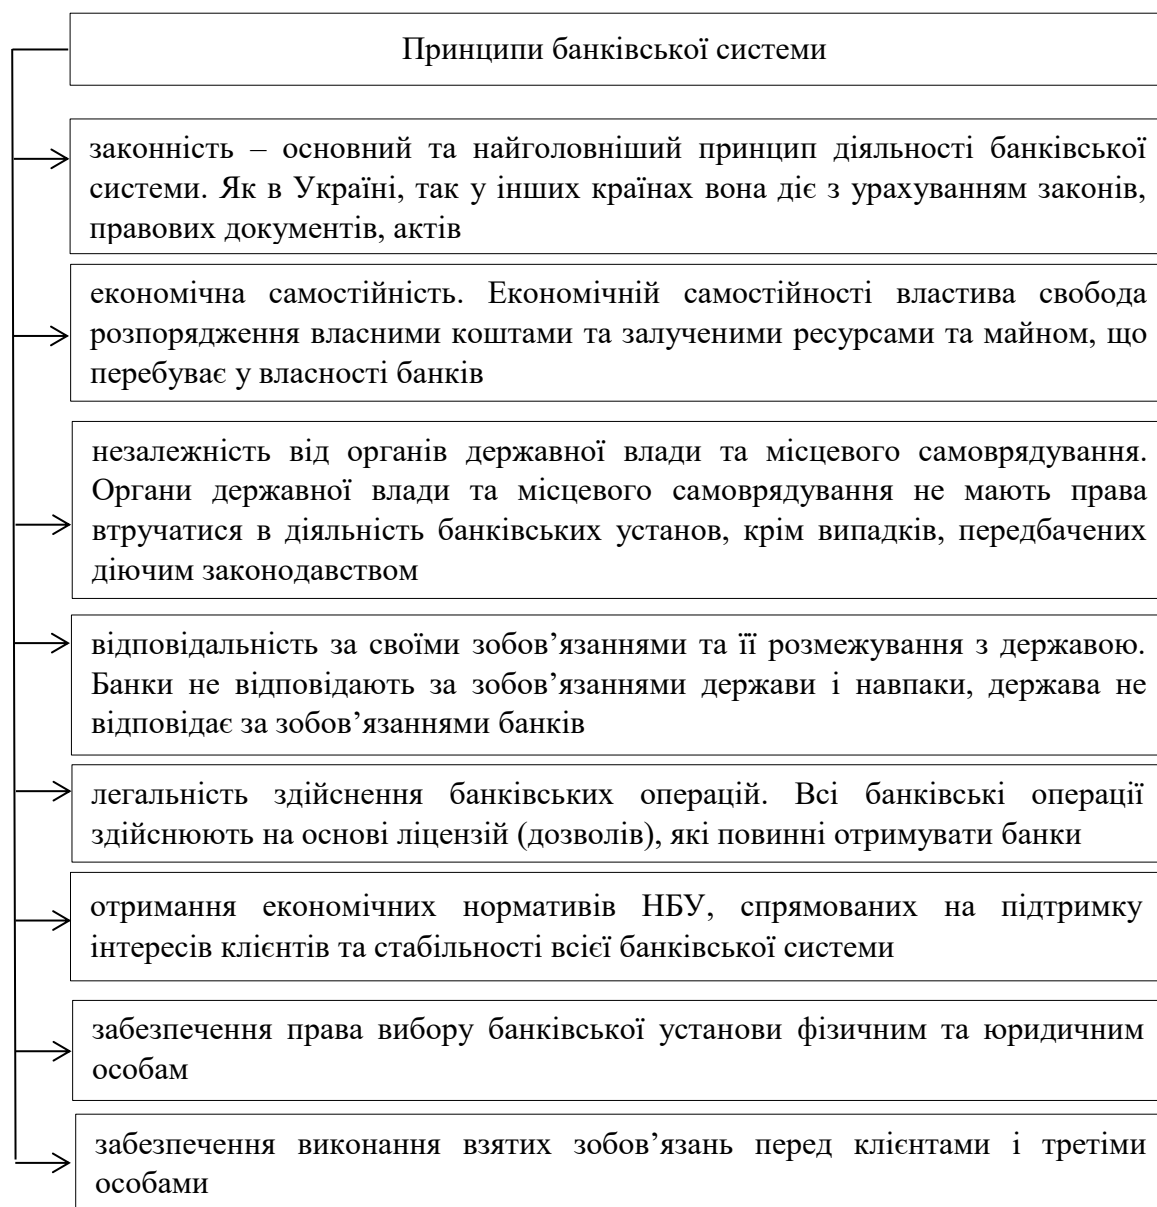 Принципи банківської системи
законність – основний та найголовніший принцип діяльності банківської
системи. Як в Україні, так у інших країнах вона діє з урахуванням законів,
правових документів, актів
економічна самостійність. Економічній самостійності властива свобода
розпорядження власними коштами та залученими ресурсами та майном, що
перебуває у власності банків
незалежність від органів державної влади та місцевого самоврядування.
Органи державної влади та місцевого самоврядування не мають права
втручатися в діяльність банківських установ, крім випадків, передбачених
діючим законодавством
відповідальність за своїми зобов’язаннями та її розмежування з державою.
Банки не відповідають за зобов’язаннями держави і навпаки, держава не
відповідає за зобов’язаннями банків
легальність здійснення банківських операцій. Всі банківські операції
здійснюють на основі ліцензій (дозволів), які повинні отримувати банки
отримання економічних нормативів НБУ, спрямованих на підтримку
інтересів клієнтів та стабільності всієї банківської системи
забезпечення права вибору банківської установи фізичним та юридичним
особам
забезпечення виконання взятих зобов’язань перед клієнтами і третіми
особами